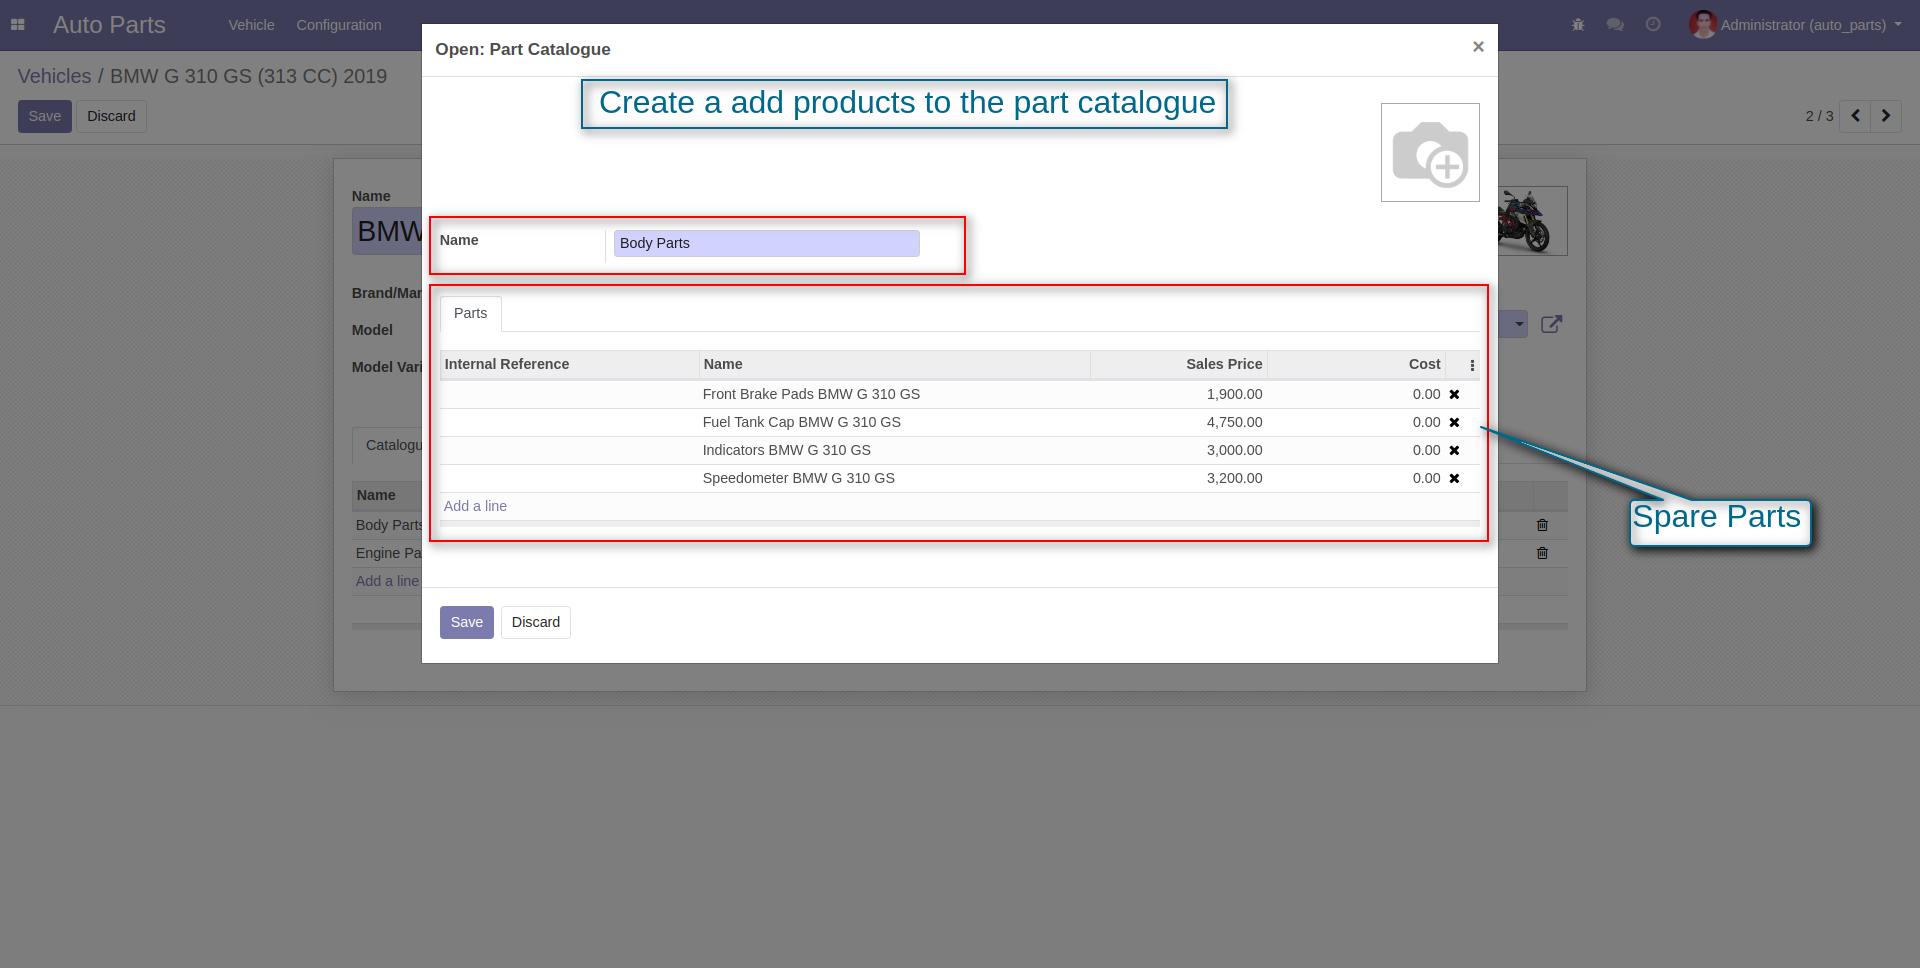 Auto Parts Vehicle Configuration Administrator (auto_parts)
Open: Part Catalogue ×
Vehicles / BMW G 310 GS (313 CC) 2019
Create a add products to the part catalogue
Save Discard 2 / 3
Name
BMW
Name Body Parts
Brand/Man
Parts
Model
Model Vari
Internal Reference Name Sales Price Cost
Front Brake Pads BMW G 310 GS 1,900.00 0.00
Fuel Tank Cap BMW G 310 GS 4,750.00 0.00
Catalogu
Indicators BMW G 310 GS 3,000.00 0.00
Speedometer BMW G 310 GS 3,200.00 0.00
Name
Add a line
Spare Parts
Body Parts
Engine Pa
Add a line
Save Discard